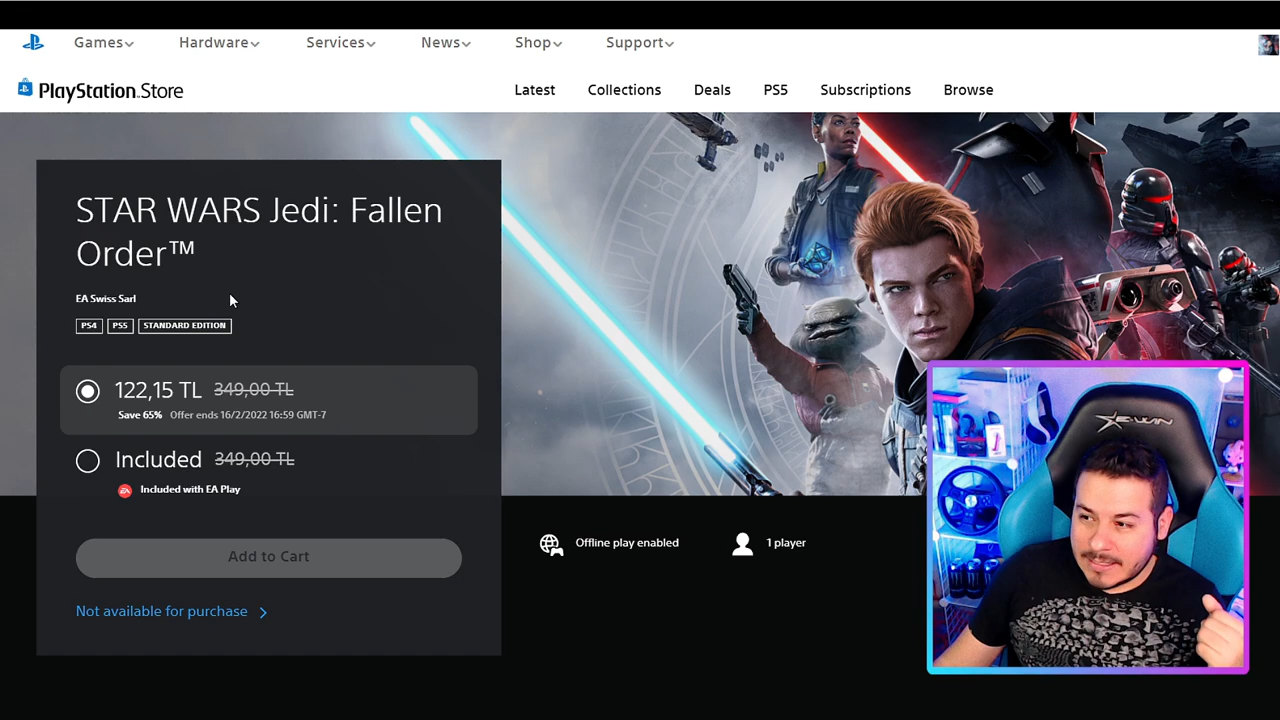 Games Hardware Services News Shop Support
PlayStation.Store Latest Collections Deals PS5 Subscriptions Browse
STAR WARS Jedi: Fallen
Order™
EA Swiss Sarl
PS4 PS5 STANDARD EDITION
122,15 TL 349,00 TL
Save 65% Offer ends 16/2/2022 16:59 GMT-7
Included 349,00 TL
EA Included with EA Play
Add to Cart
Not available for purchase
Offline play enabled 1 player